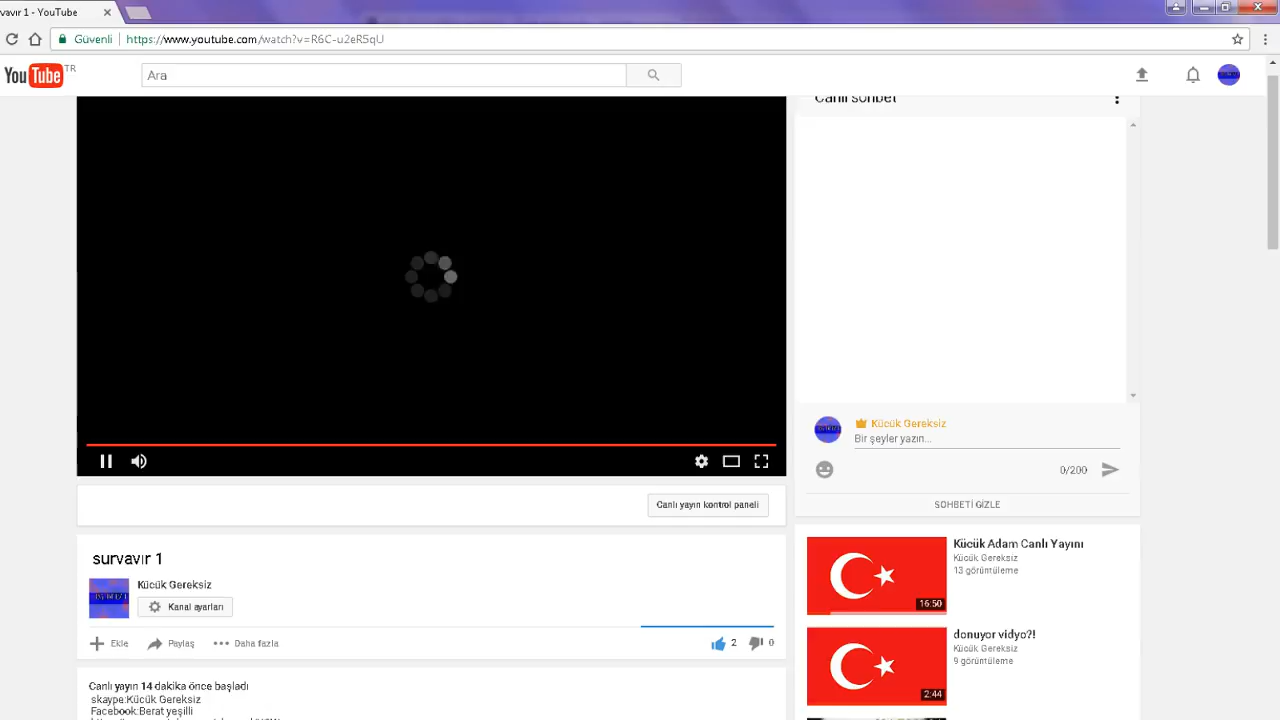 vavır 1 - YouTube
Güvenli
https://www.youtube.com/watch?v=R6C-u2eR5qU
YouTube TR
Ara
Canlı sohbet
Kücük Gereksiz
Bir şeyler yazın...
0/200
SOHBETİ GİZLE
Canlı yayın kontrol paneli
survavır 1
Kücük Gereksiz
Kanal ayarları
Ekle
Paylaş
Daha fazla
2
0
Canlı yayın 14 dakika önce başladı
skaype:Kücük Gereksiz
Facebook:Berat yeşilli
16:50
Kücük Adam Canlı Yayını
Kücük Gereksiz
13 görüntüleme
2:44
donuyor vidyo?!
Kücük Gereksiz
9 görüntüleme